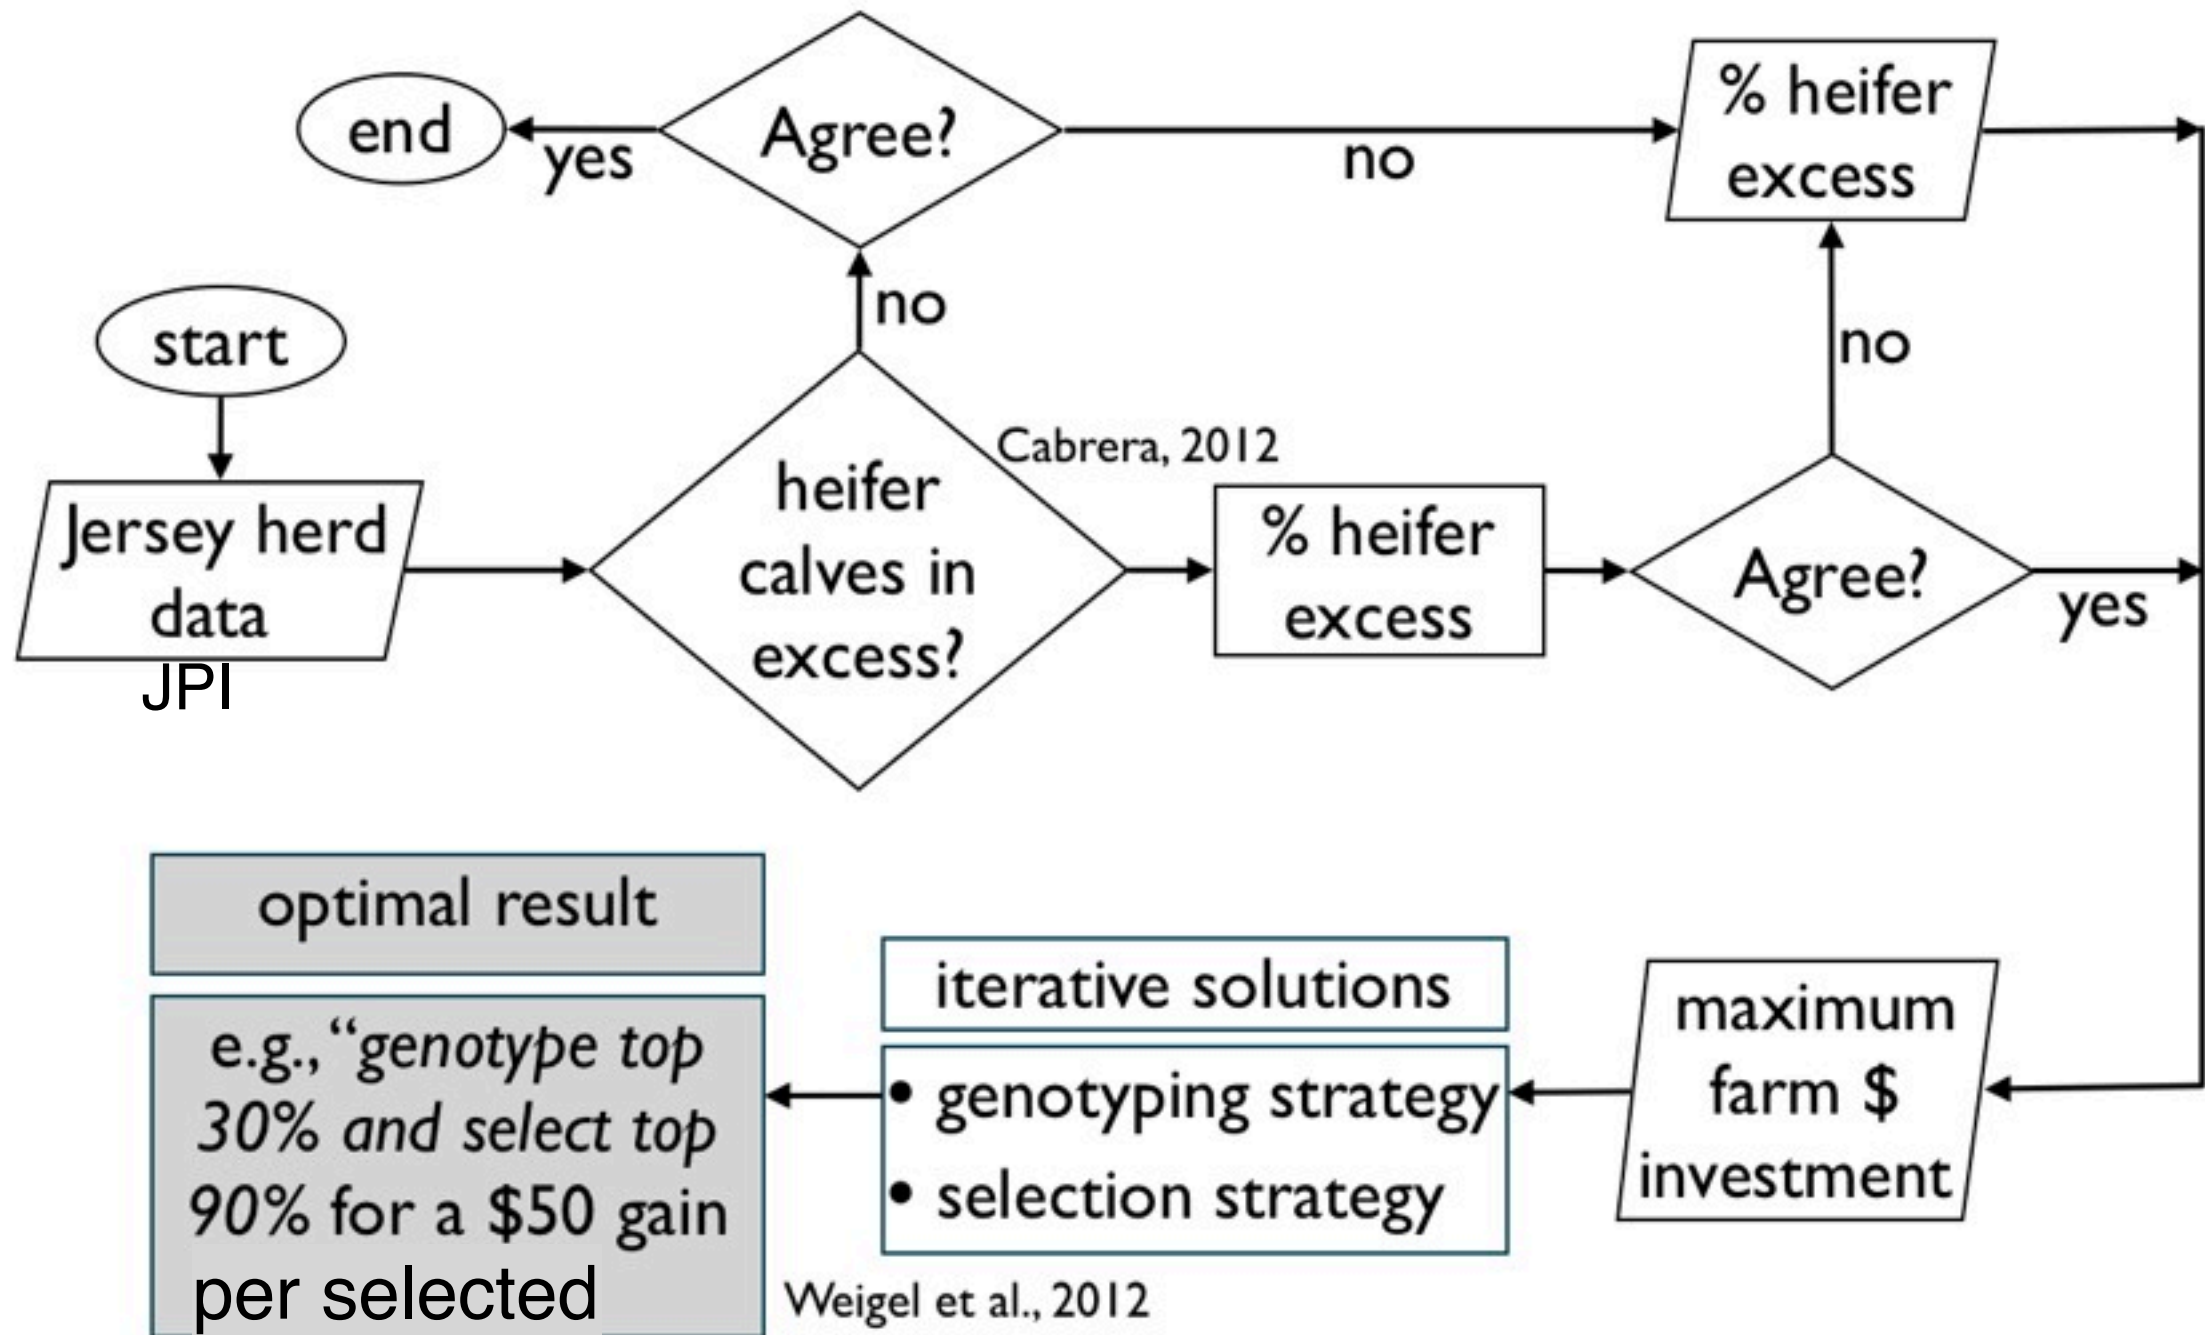 end
yes
Agree?
no
% heifer
excess
no
start
no
Cabrera, 2012
Jersey herd
data
JPI
heifer
calves in
excess?
% heifer
excess
Agree?
yes
optimal result
e.g., “genotype top
30% and select top
90% for a $50 gain
per selected
iterative solutions
• genotyping strategy
• selection strategy
maximum
farm $
investment
Weigel et al., 2012